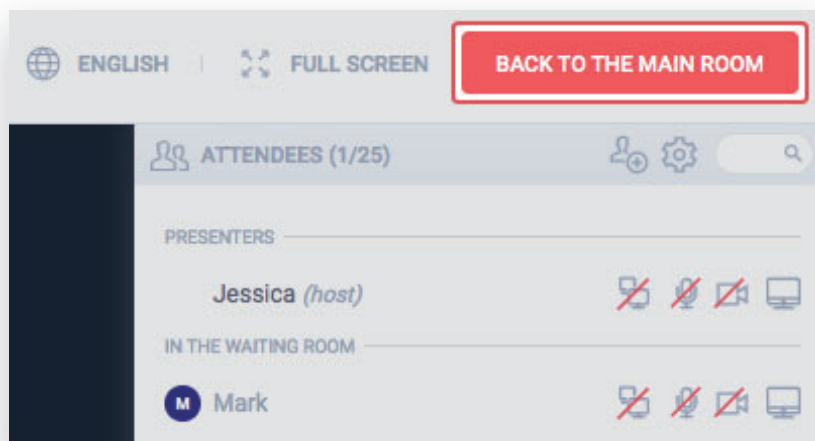 ENGLISH
FULL SCREEN
BACK TO THE MAIN ROOM
ATTENDEES (1/25)
PRESENTERS
Jessica (host)
IN THE WAITING ROOM
M Mark